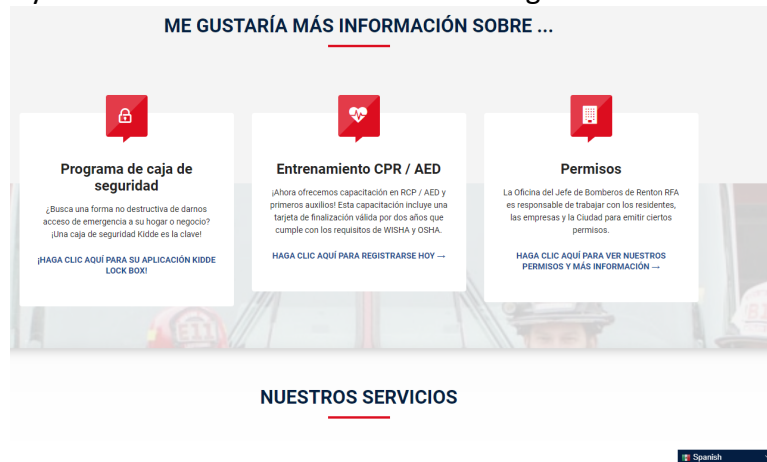 ME GUSTARÍA MÁS INFORMACIÓN SOBRE ...
Programa de caja de
seguridad
¿Busca una forma no destructiva de darnos
acceso de emergencia a su hogar o negocio?
¡Una caja de seguridad Kidde es la clave!
¡HAGA CLIC AQUÍ PARA SU APLICACIÓN KIDDE
LOCK BOX!
Entrenamiento CPR / AED
¡Ahora ofrecemos capacitación en RCP / AED y
primeros auxilios! Esta capacitación incluye una
tarjeta de finalización válida por dos años que
cumple con los requisitos de WISHA y OSHA.
HAGA CLIC AQUÍ PARA REGISTRARSE HOY →
Permisos
La Oficina del Jefe de Bomberos de Renton RFA
es responsable de trabajar con los residentes,
las empresas y la Ciudad para emitir ciertos
permisos.
HAGA CLIC AQUÍ PARA VER NUESTROS
PERMISOS Y MÁS INFORMACIÓN →
E11
NUESTROS SERVICIOS
Spanish